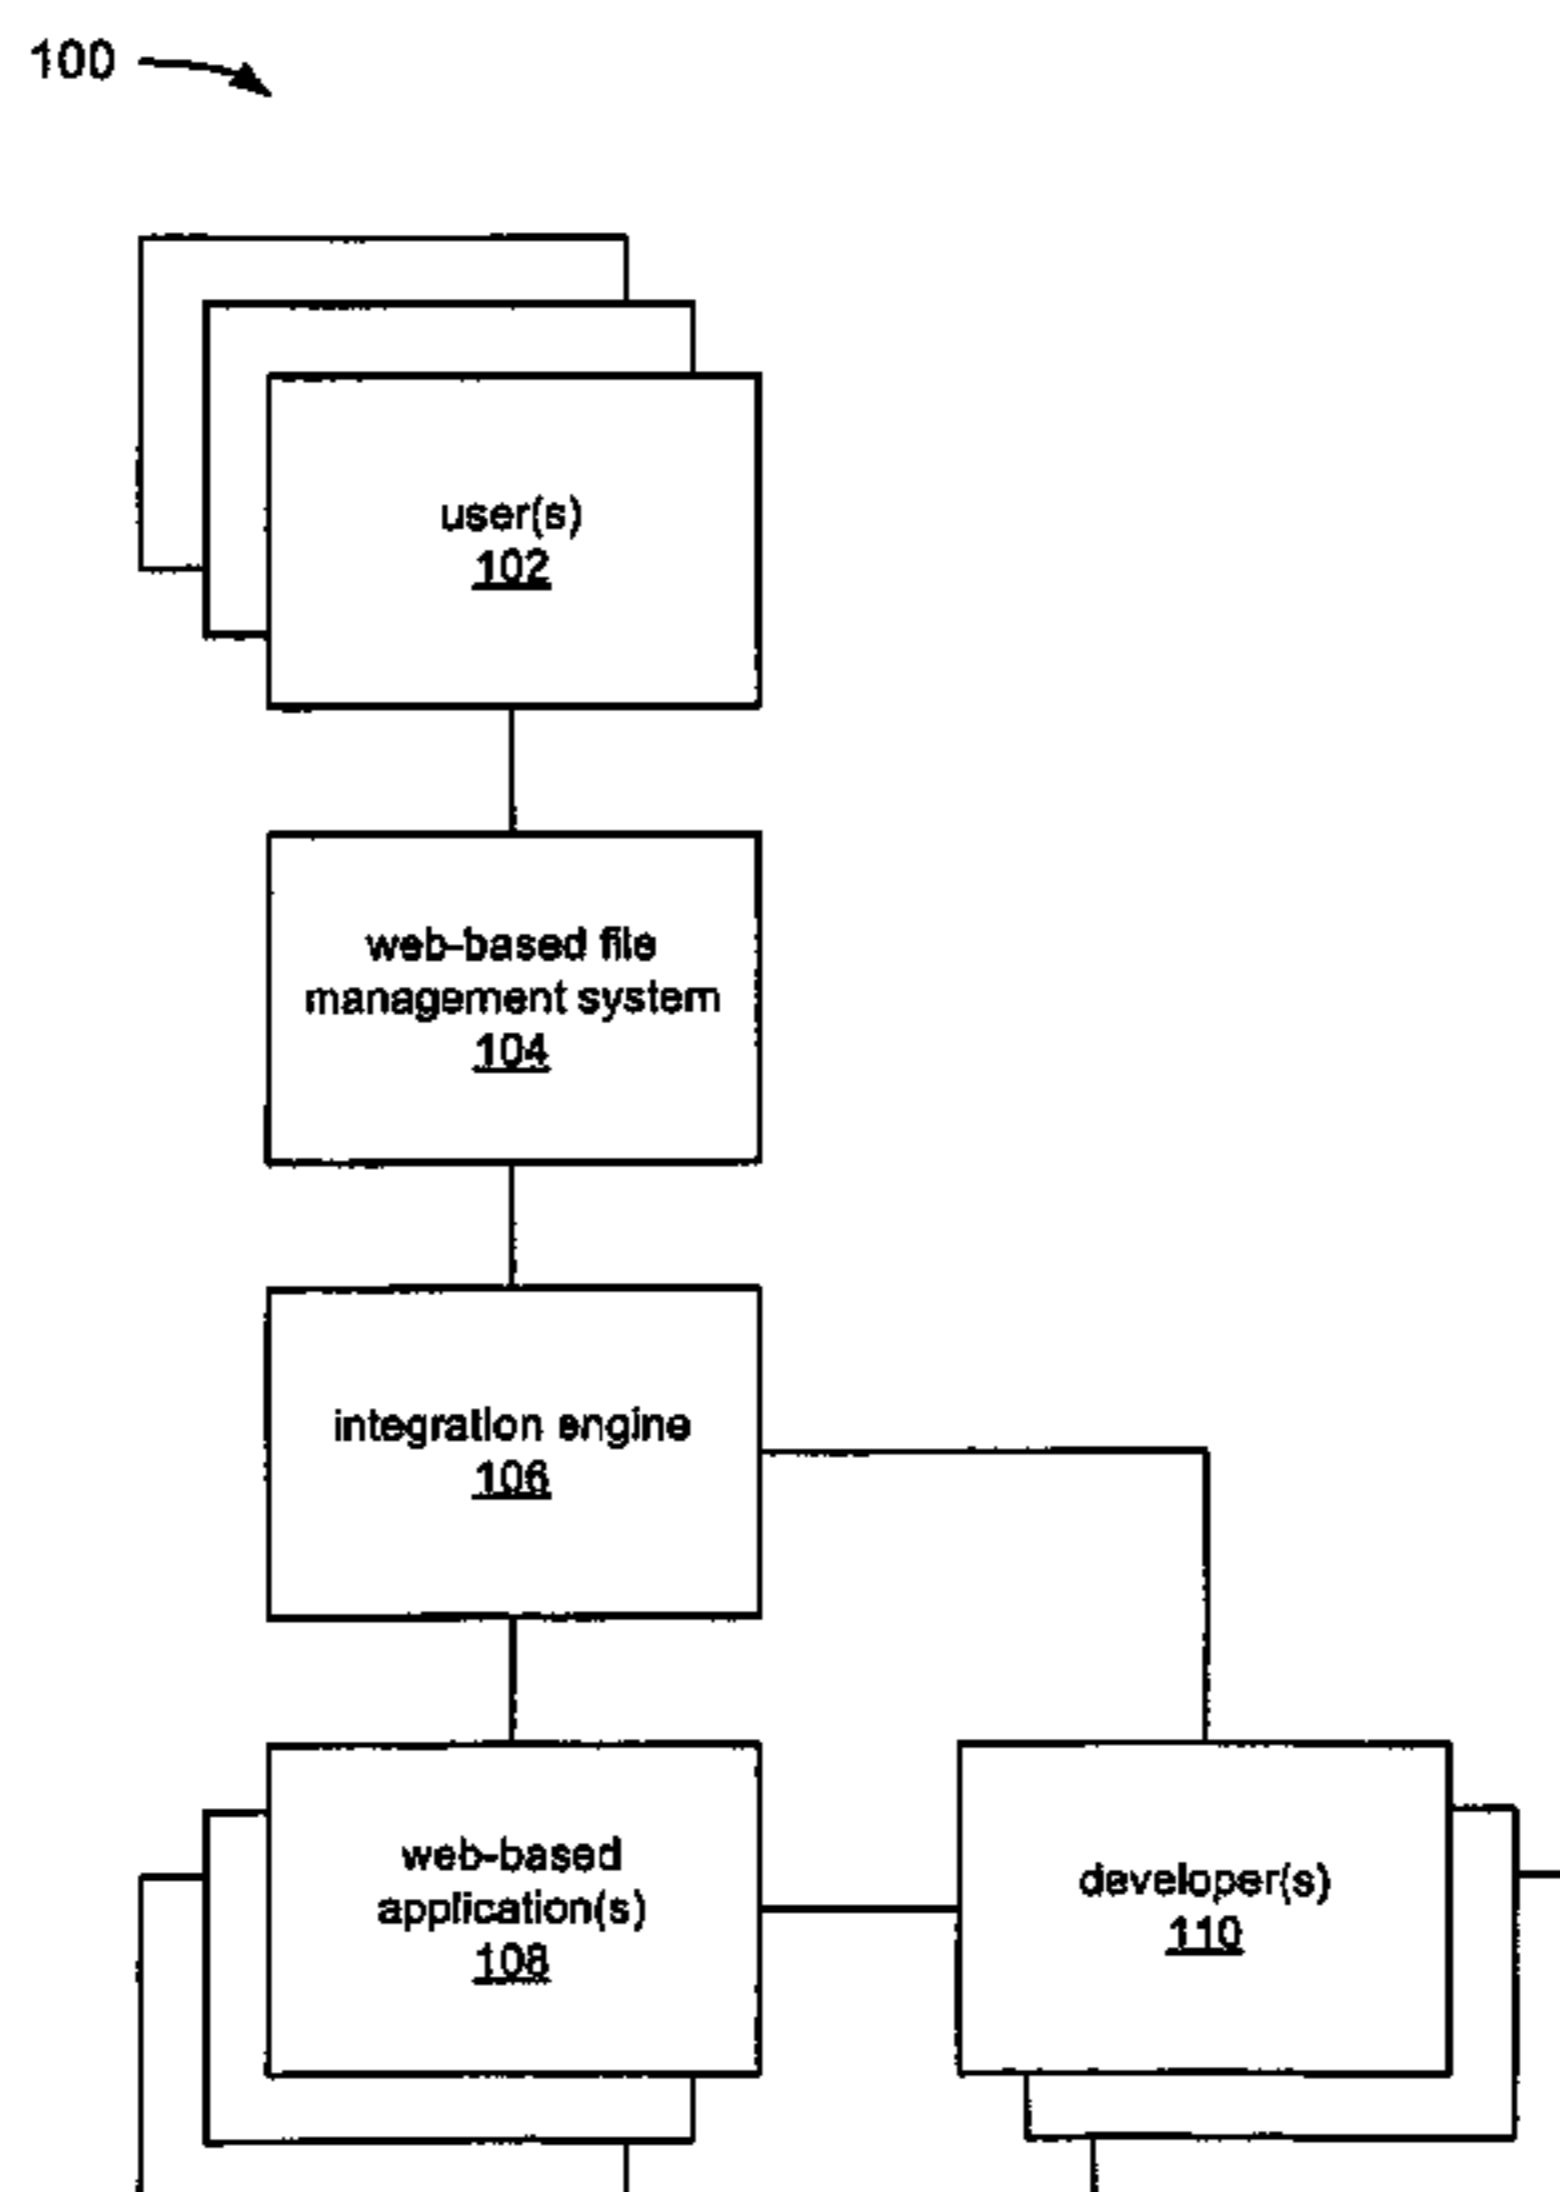 100
user(s)
102
web-based file
management system
104
integration engine
106
web-based
application(s)
108
developer(s)
110